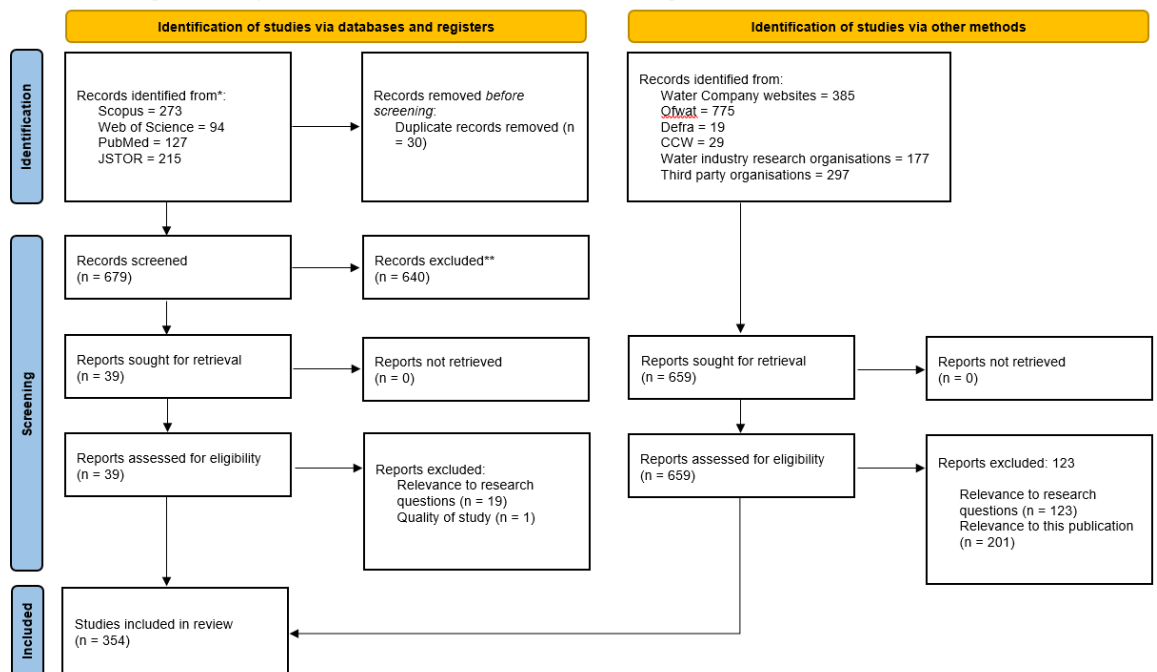 Identification of studies via databases and registers
Identification of studies via other methods
Identification
Records identified from*:
Scopus = 273
Web of Science = 94
PubMed = 127
JSTOR = 215
Records removed before
screening:
Duplicate records removed (n
= 30)
Records identified from:
Water Company websites = 385
Ofwat = 775
Defra = 19
CCW = 29
Water industry research organisations = 177
Third party organisations = 297
Screening
Records screened
(n = 679)
Records excluded**
(n = 640)
Reports sought for retrieval
(n = 39)
Reports not retrieved
(n = 0)
Reports sought for retrieval
(n = 659)
Reports not retrieved
(n = 0)
Reports assessed for eligibility
(n = 39)
Reports excluded:
Relevance to research
questions (n = 19)
Quality of study (n = 1)
Reports assessed for eligibility
(n = 659)
Reports excluded: 123
Relevance to research
questions (n = 123)
Relevance to this publication
(n = 201)
Included
Studies included in review
(n = 354)